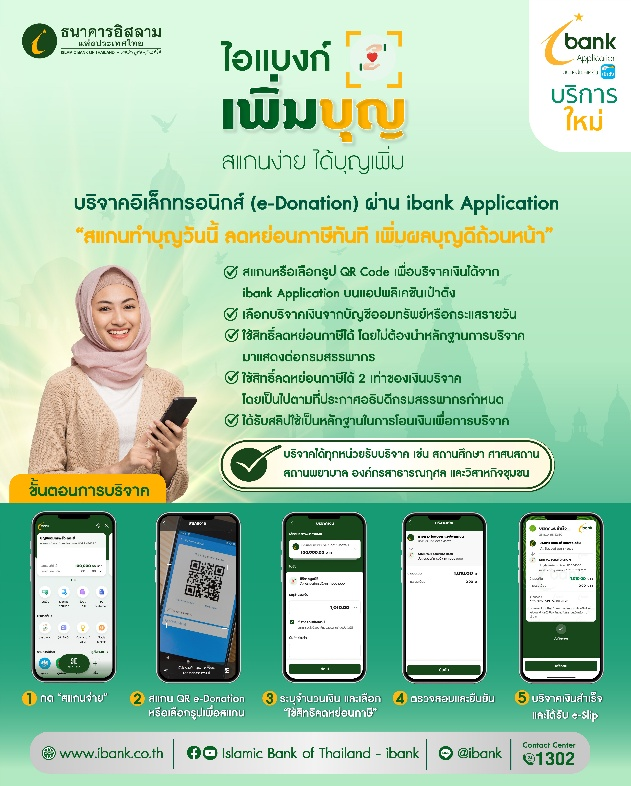 ธนาคารอิสลาม
แห่งประเทศไทย
ibank
Application
บริการ
ใหม่
ไอแบงก์
เพิ่มบุญ
สแกนง่าย ได้บุญเพิ่ม
บริจาคอิเล็กทรอนิกส์ (e-Donation) ผ่าน ibank Application
“สแกนทำบุญวันนี้ ลดหย่อนภาษีทันที เพิ่มผลบุญดีถ้วนหน้า”
สแกนหรือเลือกรูป QR Code เพื่อบริจาคเงินได้จาก
ibank Application บนแอปพลิเคชันเป๋าตัง
เลือกบริจาคเงินจากบัญชีออมทรัพย์หรือกระแสรายวัน
ใช้สิทธิ์ลดหย่อนภาษีได้ โดยไม่ต้องนำหลักฐานการบริจาค
มาแสดงต่อกรมสรรพากร
ใช้สิทธิ์ลดหย่อนภาษีได้ 2 เท่าของเงินบริจาค
โดยเป็นไปตามที่ประกาศอธิบดีกรมสรรพากรกำหนด
ได้รับสลิปใช้เป็นหลักฐานในการโอนเงินเพื่อการบริจาค
บริจาคได้ทุกหน่วยรับบริจาค เช่น สถานศึกษา ศาสนสถาน
สถานพยาบาล องค์กรสาธารณกุศล และวิสาหกิจชุมชน
ขั้นตอนการบริจาค
1 กด “สแกนจ่าย”
2 สแกน QR e-Donation
หรือเลือกรูปเพื่อสแกน
3 ระบุจำนวนเงิน และเลือก
“ใช้สิทธิลดหย่อนภาษี”
4 ตรวจสอบและยืนยัน
5 บริจาคเงินสำเร็จ
และได้รับ e-Slip
www.ibank.co.th
Islamic Bank of Thailand - ibank
@ibank
Contact Center
1302